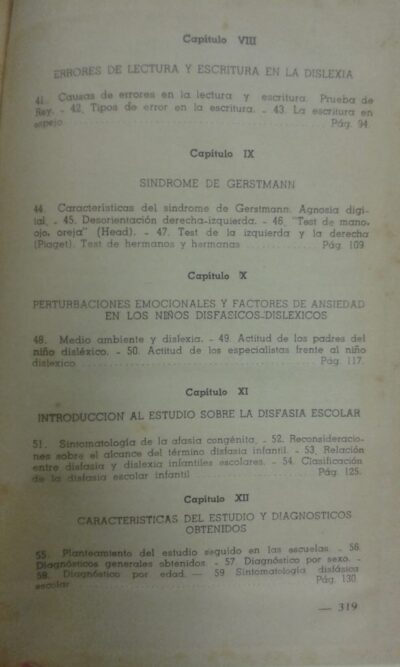 Capítulo VIII
ERRORES DE LECTURA Y ESCRITURA EN LA DISLEXIA
41. Causas de errores en la lectura y escritura. Prueba de
Rey. - 42. Tipos de error en la escritura. - 43. La escritura en
espejo ........ Pág. 94.
Capítulo IX
SINDROME DE GERSTMANN
44. Características del síndrome de Gerstmann. Agnosia digi-
tal. - 45. Desorientación derecha-izquierda. - 46. "Test de mano,
ojo, oreja" (Head). - 47. Test de la izquierda y la derecha
(Piaget). Test de hermanos y hermanas ........ Pág. 109.
Capítulo X
PERTURBACIONES EMOCIONALES Y FACTORES DE ANSIEDAD
EN LOS NIÑOS DISFASICOS-DISLEXICOS
48. Medio ambiente y dislexia. - 49. Actitud de los padres del
niño disléxico. - 50. Actitud de los especialistas frente al niño
disléxico ........ Pág. 117.
Capítulo XI
INTRODUCCION AL ESTUDIO SOBRE LA DISFASIA ESCOLAR
51. Sintomatología de la afasia congénita. - 52. Reconsideracio-
nes sobre el alcance del término disfasia infantil. - 53. Relación
entre disfasia y dislexia infantiles escolares. - 54. Clasificación
de la disfasia escolar infantil ........ Pág. 125.
Capítulo XII
CARACTERISTICAS DEL ESTUDIO Y DIAGNOSTICOS
OBTENIDOS
55. Planteamiento del estudio seguido en las escuelas. - 56.
Diagnósticos generales obtenidos. - 57. Diagnóstico por sexo. -
58. Diagnóstico por edad. — 59. Sintomatología disfásica
escolar ........ Pág. 130.
— 319